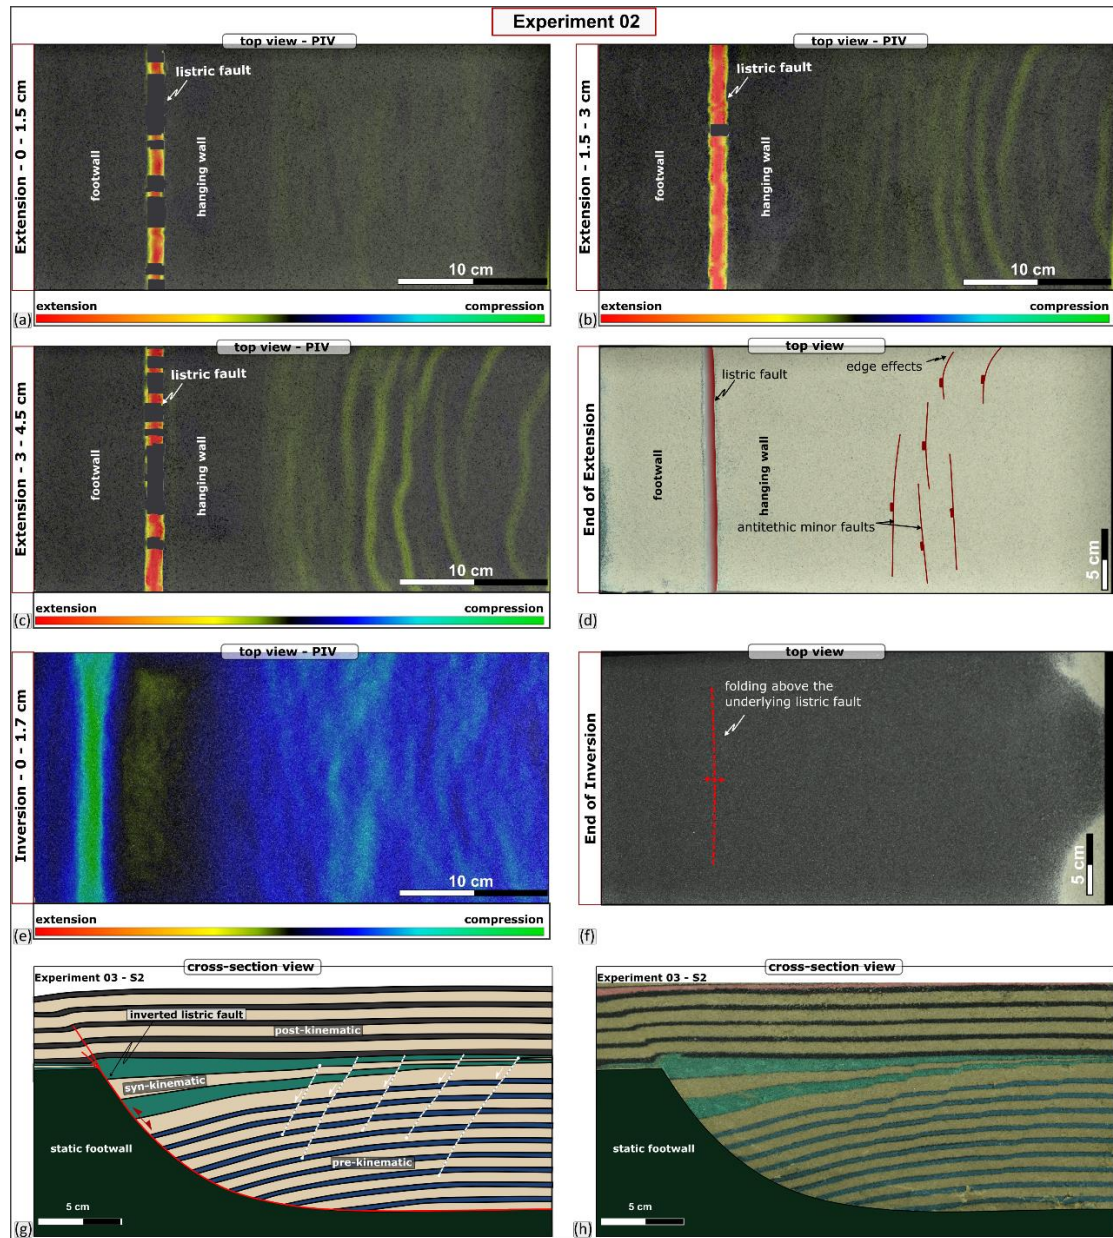 Experiment 02
top view - PIV
Extension - 0 - 1.5 cm
listric fault
footwall
hanging wall
10 cm
extension
compression
(a)
top view - PIV
Extension - 1.5 - 3 cm
listric fault
footwall
hanging wall
10 cm
extension
compression
(b)
top view - PIV
Extension - 3 - 4.5 cm
listric fault
footwall
hanging wall
10 cm
extension
compression
(c)
top view
End of Extension
edge effects
listric fault
footwall
hanging wall
antitethic minor faults
5 cm
(d)
top view - PIV
Inversion - 0 - 1.7 cm
10 cm
extension
compression
(e)
top view
End of Inversion
folding above the
underlying listric fault
5 cm
(f)
cross-section view
Experiment 03 - S2
inverted listric fault
post-kinematic
syn-kinematic
static footwall
pre-kinematic
5 cm
(g)
cross-section view
Experiment 03 - S2
static footwall
5 cm
(h)